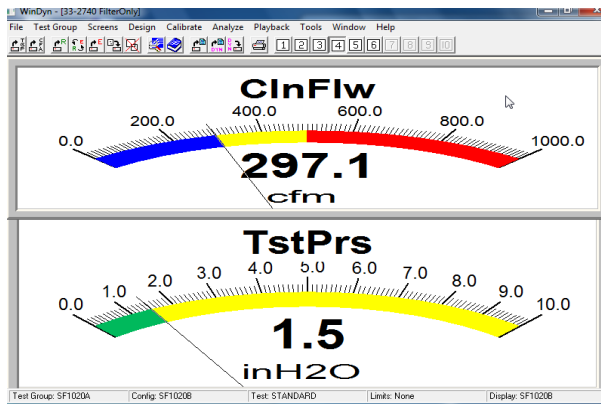 WinDyn - [33-2740 FilterOnly]
File Test Group Screens Design Calibrate Analyze Playback Tools Window Help
1 2 3 4 5 6 7 8 9 10
ClnFlw
0.0 200.0 400.0 600.0 800.0 1000.0
297.1
cfm
TstPrs
0.0 1.0 2.0 3.0 4.0 5.0 6.0 7.0 8.0 9.0 10.0
1.5
inH2O
Test Group: SF1020A Config: SF1020B Test: STANDARD Limits: None Display: SF1020B